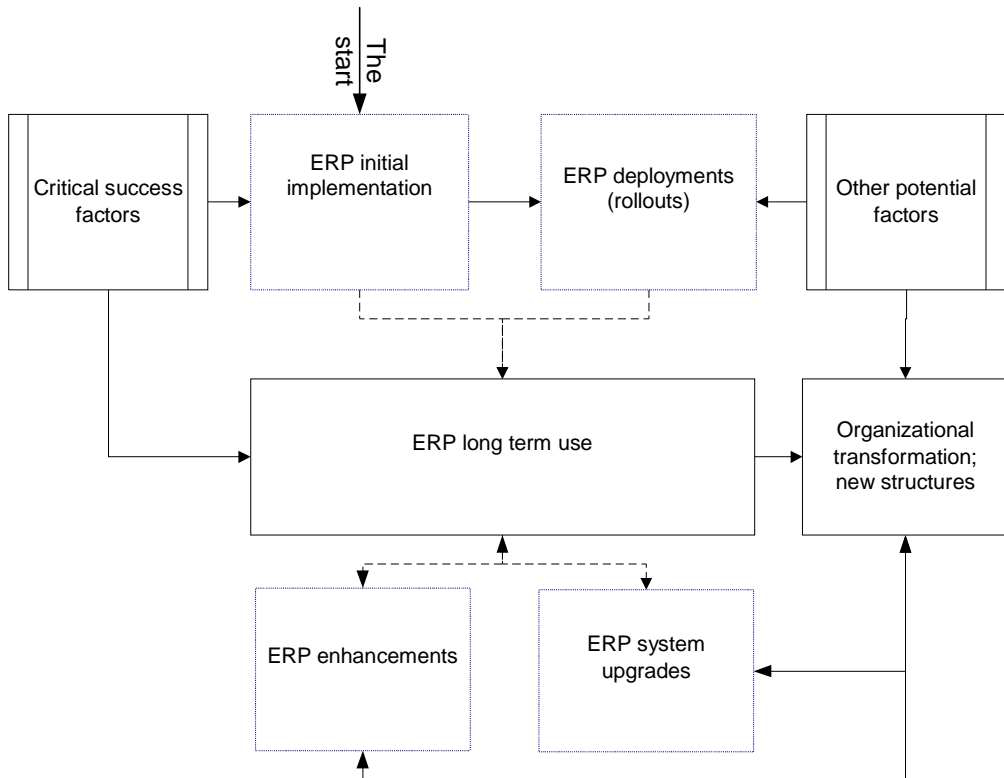 The
start
Critical success
factors
ERP initial
implementation
ERP deployments
(rollouts)
Other potential
factors
ERP long term use
Organizational
transformation;
new structures
ERP enhancements
ERP system
upgrades